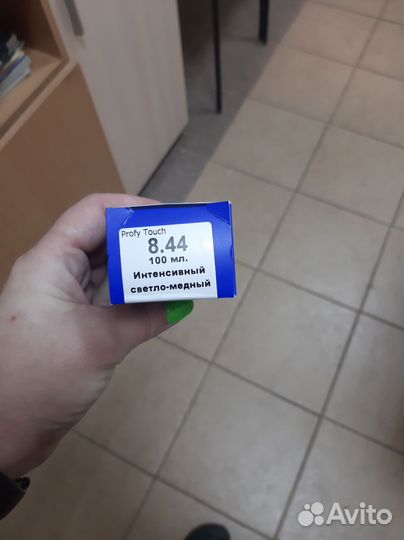 Profy Touch
8.44
100 мл.
Интенсивный
светло-медный
Avito